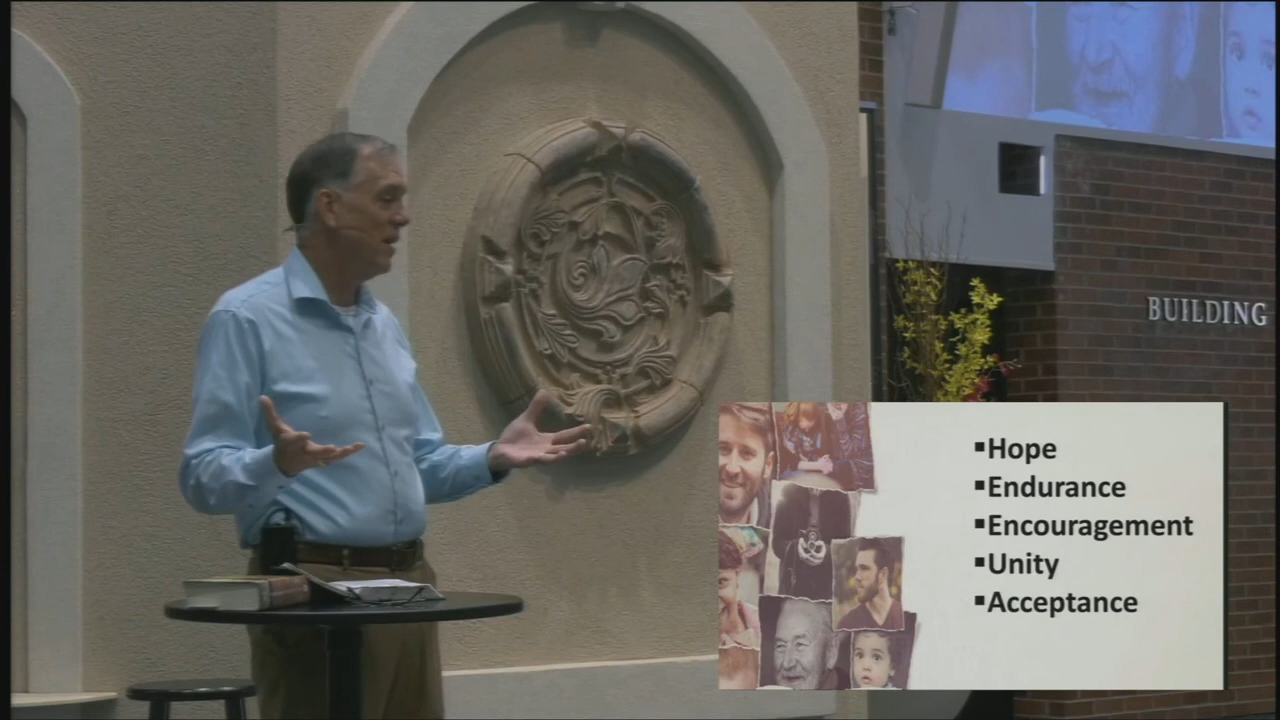 BUILDING
▪Hope
▪Endurance
▪Encouragement
▪Unity
▪Acceptance